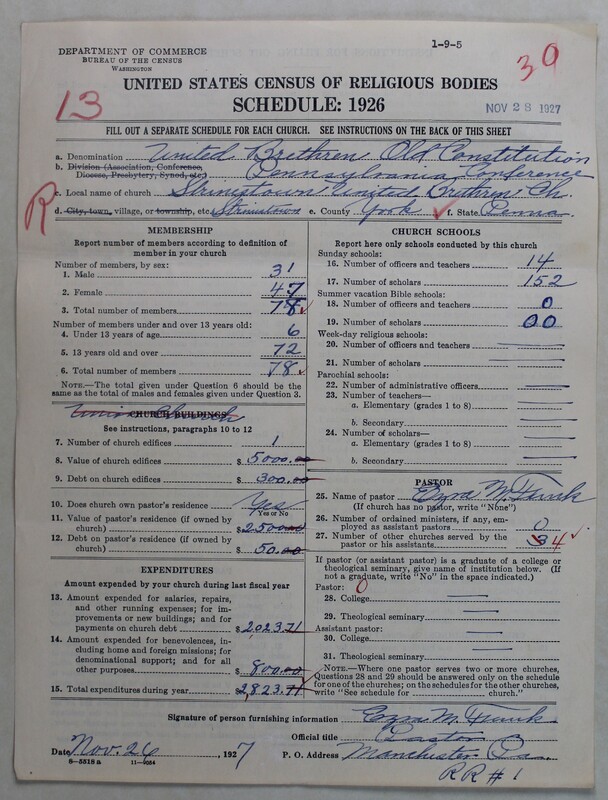 1-9-5
DEPARTMENT OF COMMERCE
BUREAU OF THE CENSUS
WASHINGTON
39
13
UNITED STATES CENSUS OF RELIGIOUS BODIES
SCHEDULE: 1926
NOV 28 1927
FILL OUT A SEPARATE SCHEDULE FOR EACH CHURCH. SEE INSTRUCTIONS ON THE BACK OF THIS SHEET
a. Denomination United Brethren Old Constitution
b. Division (Association, Conference, Diocese, Presbytery, Synod, etc.) Pennsylvania Conference
R
c. Local name of church Strinistown United Brethren Ch.
d. City, town, village, or township, etc. Strinistown e. County York f. State Penna.
MEMBERSHIP
Report number of members according to definition of member in your church
Number of members, by sex:
1. Male 31
2. Female 47
3. Total number of members 78
Number of members under and over 13 years old:
4. Under 13 years of age 6
5. 13 years old and over 72
6. Total number of members 78
NOTE.—The total given under Question 6 should be the same as the total of males and females given under Question 3.
Union Church
CHURCH BUILDINGS
See instructions, paragraphs 10 to 12
7. Number of church edifices 1
8. Value of church edifices $ 5000.00
9. Debt on church edifices $ 300.00
10. Does church own pastor's residence? Yes
Yes or No
11. Value of pastor's residence (if owned by church) $ 2500.00
12. Debt on pastor's residence (if owned by church) $ 50.00
EXPENDITURES
Amount expended by your church during last fiscal year
13. Amount expended for salaries, repairs, and other running expenses; for improvements or new buildings; and for payments on church debt $ 2023.71
14. Amount expended for benevolences, including home and foreign missions; for denominational support; and for all other purposes $ 800.00
15. Total expenditures during year $ 2,823.71
CHURCH SCHOOLS
Report here only schools conducted by this church
Sunday schools:
16. Number of officers and teachers 14
17. Number of scholars 152
Summer vacation Bible schools:
18. Number of officers and teachers 0
19. Number of scholars 00
Week-day religious schools:
20. Number of officers and teachers
21. Number of scholars
Parochial schools:
22. Number of administrative officers
23. Number of teachers—
a. Elementary (grades 1 to 8)
b. Secondary
24. Number of scholars—
a. Elementary (grades 1 to 8)
b. Secondary
PASTOR
25. Name of pastor Ezra M. Funk
(If church has no pastor, write "None")
26. Number of ordained ministers, if any, employed as assistant pastors 0
27. Number of other churches served by the pastor or his assistants 3 4
If pastor (or assistant pastor) is a graduate of a college or theological seminary, give name of institution below. (If not a graduate, write "No" in the space indicated.)
Pastor: 0
28. College
29. Theological seminary
Assistant pastor:
30. College
31. Theological seminary
NOTE.—Where one pastor serves two or more churches, Questions 28 and 29 should be answered only on the schedule for one of the churches; on the schedules for the other churches, write "See schedule for ____ church."
Signature of person furnishing information Ezra M. Funk
Official title Pastor
Date Nov. 26, 1927 P. O. Address Manchester Pa.
8-5518 a 11-9054
RR # 1